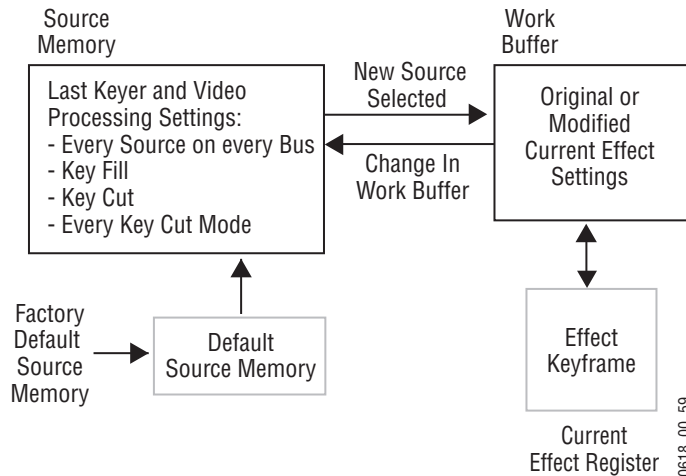 Source
Memory
Work
Buffer
Last Keyer and Video
Processing Settings:
- Every Source on every Bus
- Key Fill
- Key Cut
- Every Key Cut Mode
New Source
Selected
Change In
Work Buffer
Original or
Modified
Current Effect
Settings
Factory
Default
Source
Memory
Default
Source Memory
Effect
Keyframe
Current
Effect Register
0618_00_59